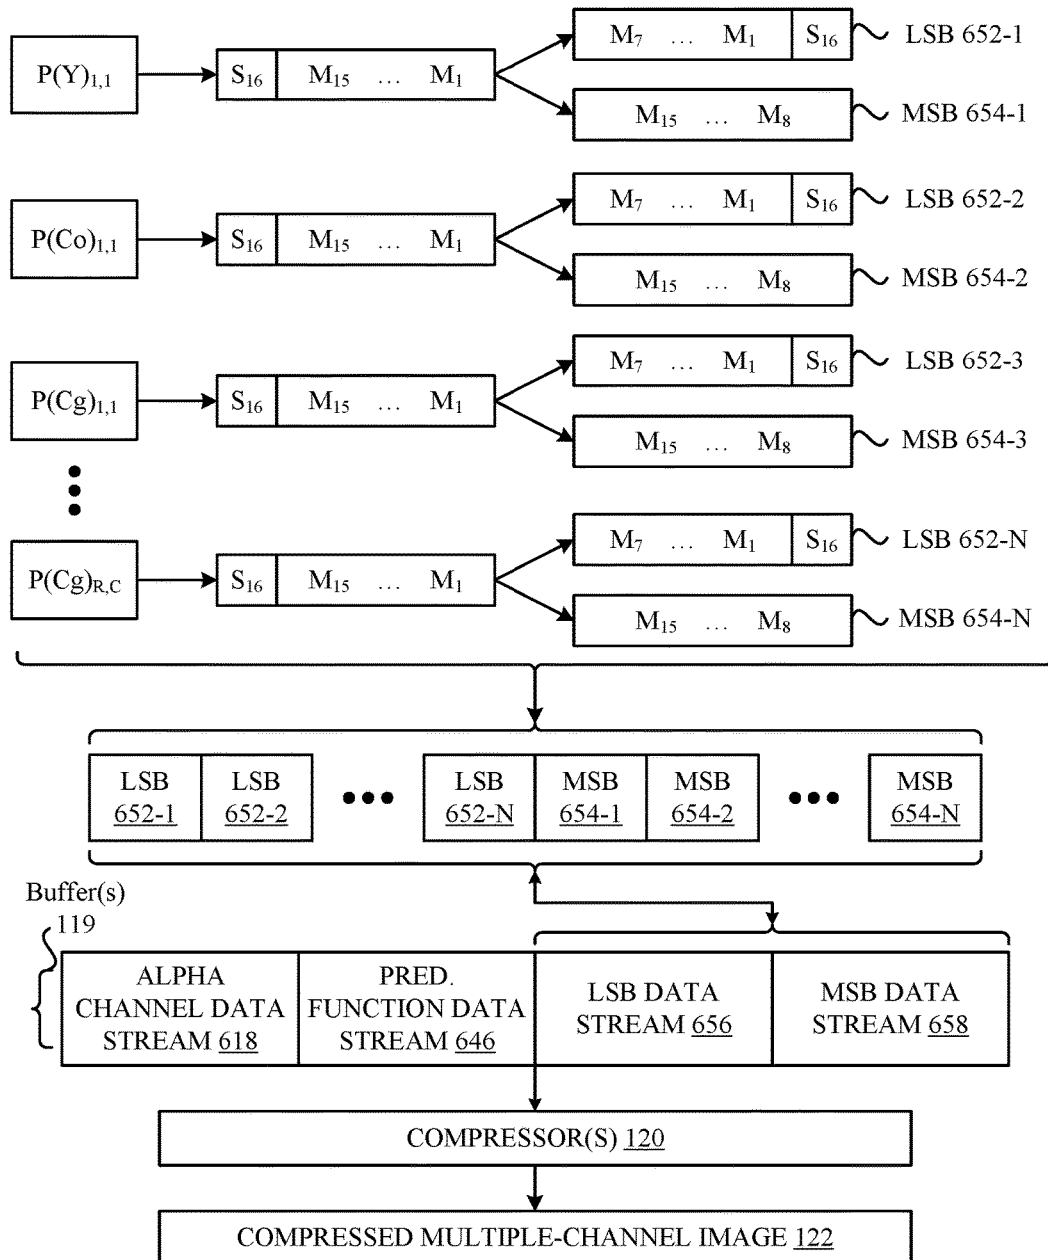 P(Y)₁,₁ S₁₆ M₁₅ … M₁ M₇ … M₁ S₁₆ LSB 652-1
M₁₅ … M₈ MSB 654-1
P(Co)₁,₁ S₁₆ M₁₅ … M₁ M₇ … M₁ S₁₆ LSB 652-2
M₁₅ … M₈ MSB 654-2
P(Cg)₁,₁ S₁₆ M₁₅ … M₁ M₇ … M₁ S₁₆ LSB 652-3
M₁₅ … M₈ MSB 654-3
P(Cg)R,C S₁₆ M₁₅ … M₁ M₇ … M₁ S₁₆ LSB 652-N
M₁₅ … M₈ MSB 654-N
LSB 652-1 LSB 652-2 ••• LSB 652-N MSB 654-1 MSB 654-2 ••• MSB 654-N
Buffer(s)
119
ALPHA
CHANNEL DATA
STREAM 618
PRED.
FUNCTION DATA
STREAM 646
LSB DATA
STREAM 656
MSB DATA
STREAM 658
COMPRESSOR(S) 120
COMPRESSED MULTIPLE-CHANNEL IMAGE 122